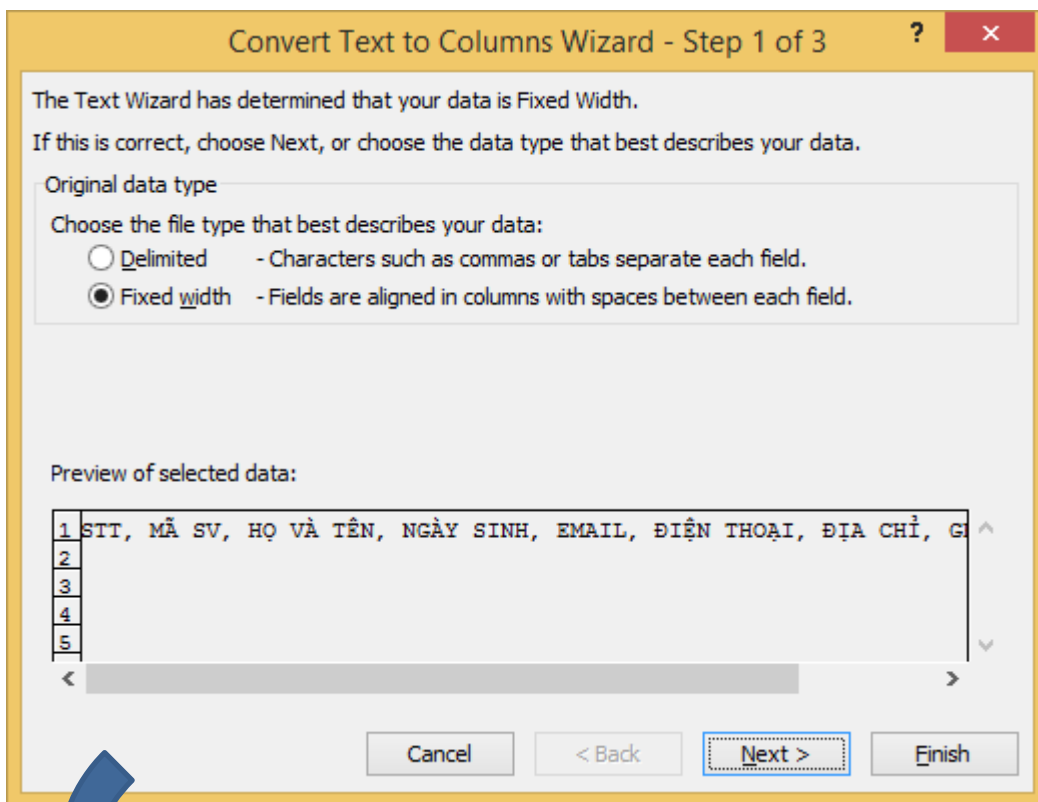 Convert Text to Columns Wizard - Step 1 of 3 ? ×
The Text Wizard has determined that your data is Fixed Width.
If this is correct, choose Next, or choose the data type that best describes your data.
Original data type
Choose the file type that best describes your data:
Delimited - Characters such as commas or tabs separate each field.
Fixed width - Fields are aligned in columns with spaces between each field.
Preview of selected data:
1 STT, MÃ SV, HỌ VÀ TÊN, NGÀY SINH, EMAIL, ĐIỆN THOẠI, ĐỊA CHỈ,
2
3
4
5
Cancel < Back Next > Finish